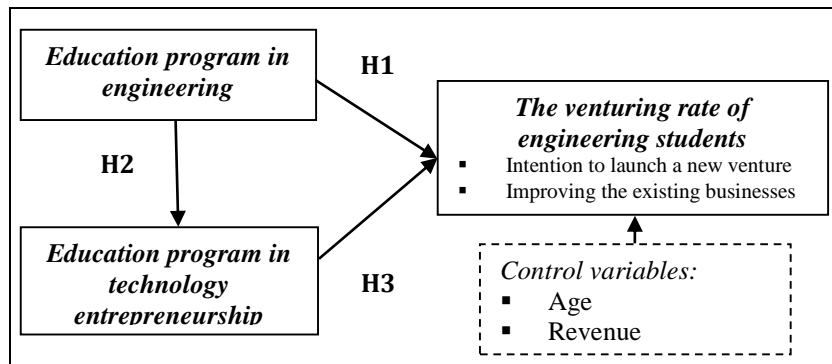 Education program in
engineering
H1
The venturing rate of
engineering students
▪ Intention to launch a new venture
▪ Improving the existing businesses
H2
Education program in
technology
entrepreneurship
H3
Control variables:
▪ Age
▪ Revenue